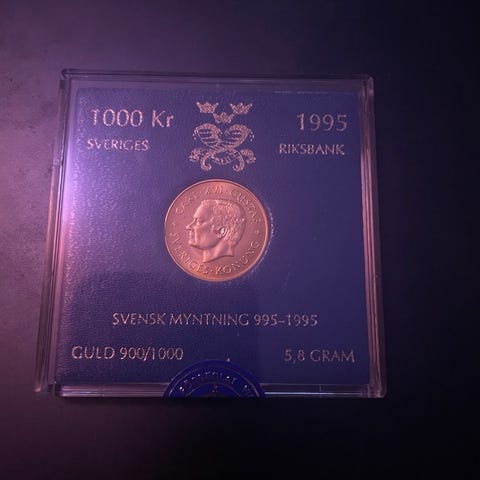 1000 Kr 1995
SVERIGES RIKSBANK
CARL XVI GUSTAF
SVERIGES KONUNG
SVENSK MYNTNING 995–1995
GULD 900/1000 5,8 GRAM